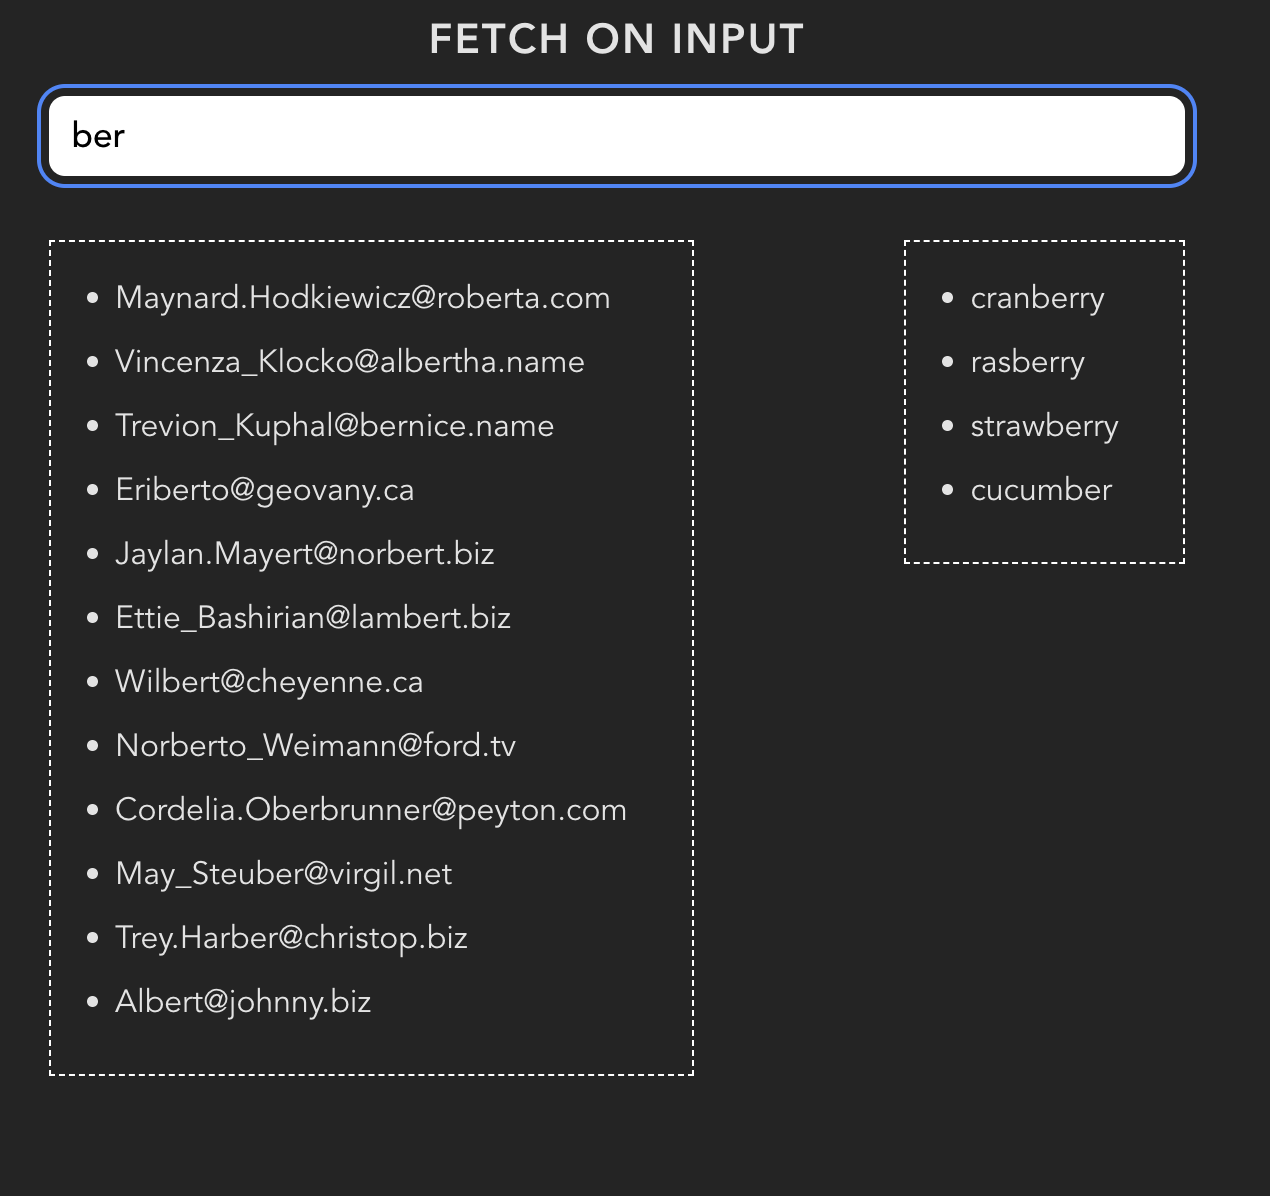 FETCH ON INPUT
ber
Maynard.Hodkiewicz@roberta.com
Vincenza_Klocko@albertha.name
Trevion_Kuphal@bernice.name
Eriberto@geovany.ca
Jaylan.Mayert@norbert.biz
Ettie_Bashirian@lambert.biz
Wilbert@cheyenne.ca
Norberto_Weimann@ford.tv
Cordelia.Oberbrunner@peyton.com
May_Steuber@virgil.net
Trey.Harber@christop.biz
Albert@johnny.biz
cranberry
rasberry
strawberry
cucumber